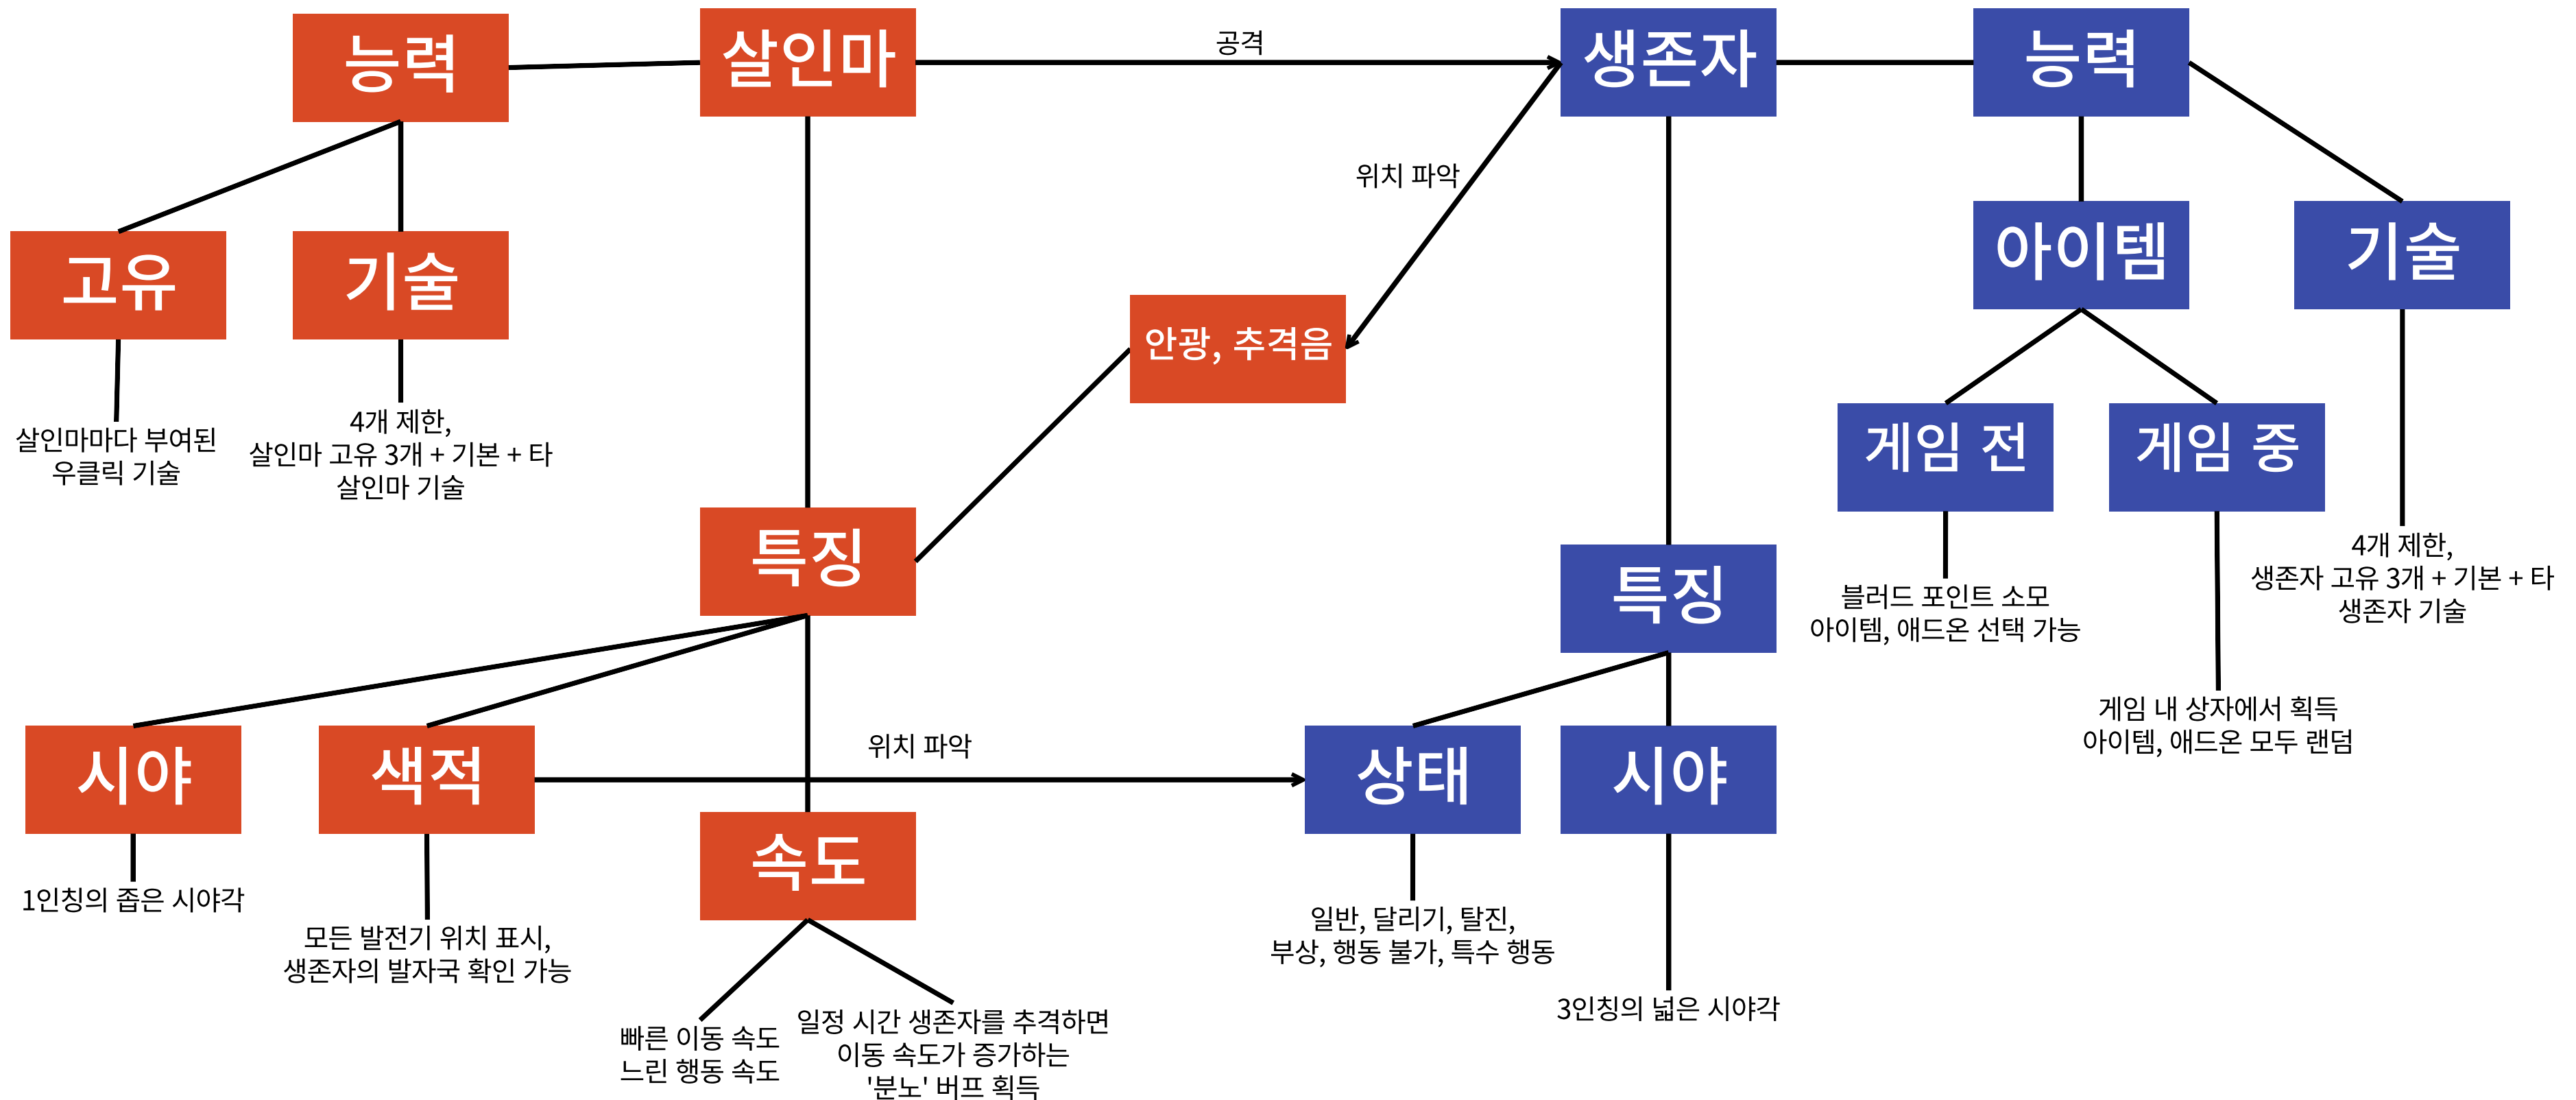 능력
살인마
공격
생존자
능력
위치 파악
고유
기술
아이템
기술
안광, 추격음
살인마마다 부여된
우클릭 기술
4개 제한,
살인마 고유 3개 + 기본 + 타
살인마 기술
게임 전
게임 중
특징
특징
블러드 포인트 소모
아이템, 애드온 선택 가능
4개 제한,
생존자 고유 3개 + 기본 + 타
생존자 기술
게임 내 상자에서 획득
아이템, 애드온 모두 랜덤
시야
색적
위치 파악
상태
시야
속도
1인칭의 좁은 시야각
모든 발전기 위치 표시,
생존자의 발자국 확인 가능
일반, 달리기, 탈진,
부상, 행동 불가, 특수 행동
3인칭의 넓은 시야각
빠른 이동 속도
느린 행동 속도
일정 시간 생존자를 추격하면
이동 속도가 증가하는
'분노' 버프 획득